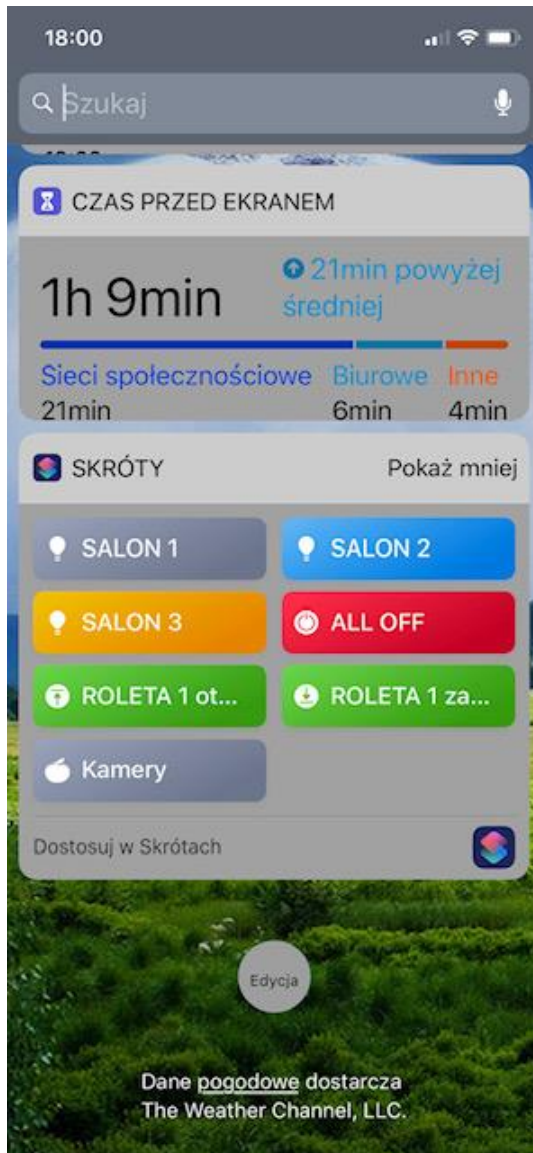 18:00
Szukaj
CZAS PRZED EKRANEM
1h 9min
21min powyżej
średniej
Sieci społecznościowe Biurowe Inne
21min 6min 4min
SKRÓTY Pokaż mniej
SALON 1 SALON 2
SALON 3 ALL OFF
ROLETA 1 ot... ROLETA 1 za...
Kamery
Dostosuj w Skrótach
Edycja
Dane pogodowe dostarcza
The Weather Channel, LLC.